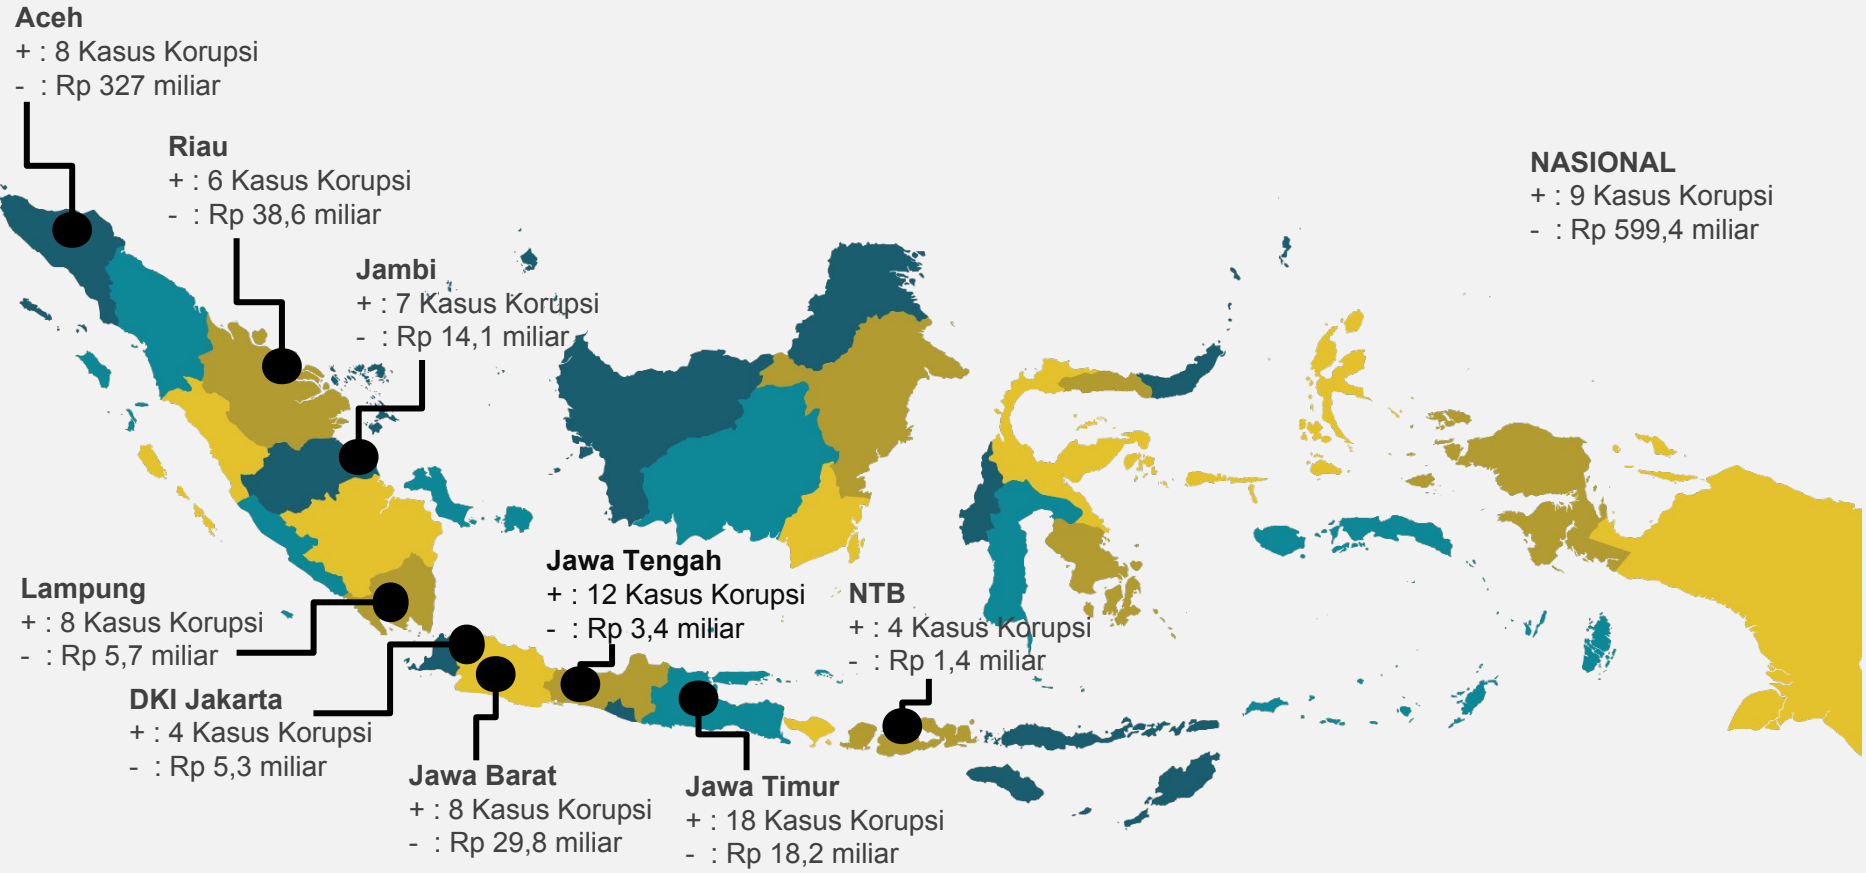 Aceh
+ : 8 Kasus Korupsi
- : Rp 327 miliar
Riau
+ : 6 Kasus Korupsi
- : Rp 38,6 miliar
NASIONAL
+ : 9 Kasus Korupsi
- : Rp 599,4 miliar
Jambi
+ : 7 Kasus Korupsi
- : Rp 14,1 miliar
Jawa Tengah
+ : 12 Kasus Korupsi
- : Rp 3,4 miliar
Lampung
+ : 8 Kasus Korupsi
- : Rp 5,7 miliar
NTB
+ : 4 Kasus Korupsi
- : Rp 1,4 miliar
DKI Jakarta
+ : 4 Kasus Korupsi
- : Rp 5,3 miliar
Jawa Barat
+ : 8 Kasus Korupsi
- : Rp 29,8 miliar
Jawa Timur
+ : 18 Kasus Korupsi
- : Rp 18,2 miliar